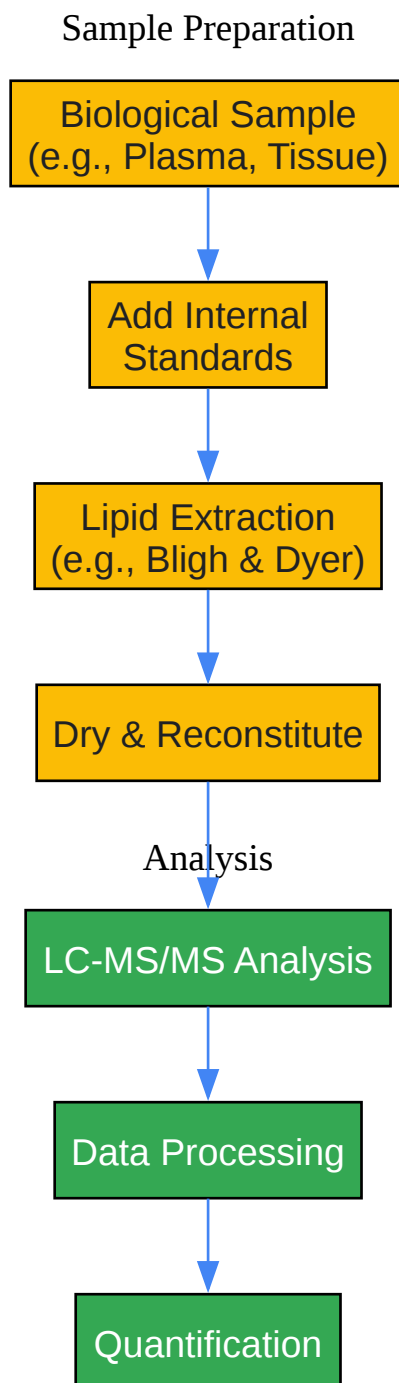 Sample Preparation
Biological Sample
(e.g., Plasma, Tissue)
Add Internal
Standards
Lipid Extraction
(e.g., Bligh & Dyer)
Dry & Reconstitute
Analysis
LC-MS/MS Analysis
Data Processing
Quantification